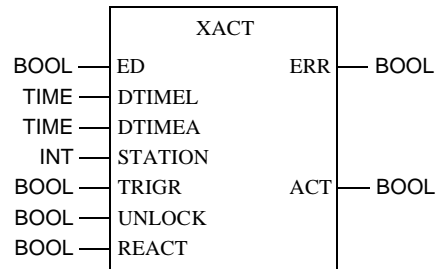 XACT
BOOL ED ERR BOOL
TIME DTIMEL
TIME DTIMEA
INT STATION
BOOL TRIGR ACT BOOL
BOOL UNLOCK
BOOL REACT